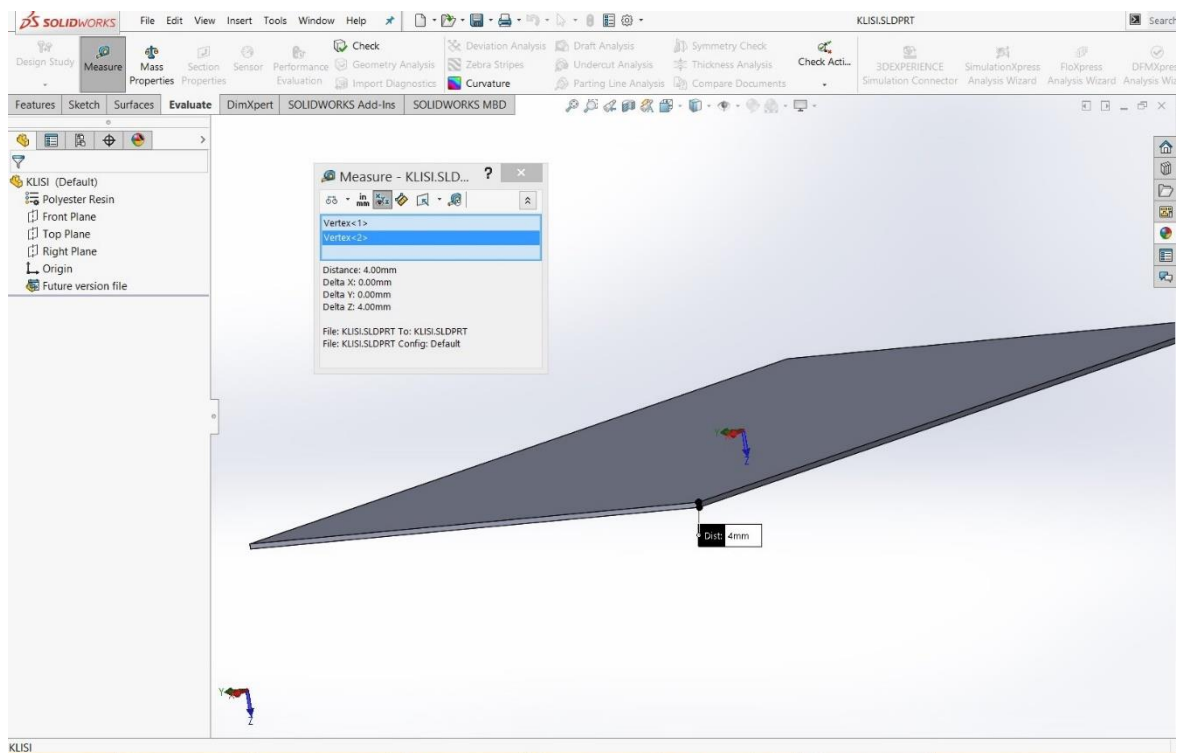 SOLIDWORKS File Edit View Insert Tools Window Help KLISI.SLDPRT Search
Design Study Measure Mass Properties Section Properties Sensor Performance Evaluation
Check
Geometry Analysis
Import Diagnostics
Deviation Analysis
Zebra Stripes
Curvature
Draft Analysis
Undercut Analysis
Parting Line Analysis
Symmetry Check
Thickness Analysis
Compare Documents
Check Acti...
3DEXPERIENCE Simulation Connector
SimulationXpress Analysis Wizard
FloXpress Analysis Wizard
DFMXpres Analysis Wiz
Features Sketch Surfaces Evaluate DimXpert SOLIDWORKS Add-Ins SOLIDWORKS MBD
KLISI (Default)
Polyester Resin
Front Plane
Top Plane
Right Plane
Origin
Future version file
Measure - KLISI.SLD... ?
in
mm
Vertex<1>
Vertex<2>
Distance: 4.00mm
Delta X: 0.00mm
Delta Y: 0.00mm
Delta Z: 4.00mm
File: KLISI.SLDPRT To: KLISI.SLDPRT
File: KLISI.SLDPRT Config: Default
Y
Z
Dist: 4mm
Y
Z
KLISI